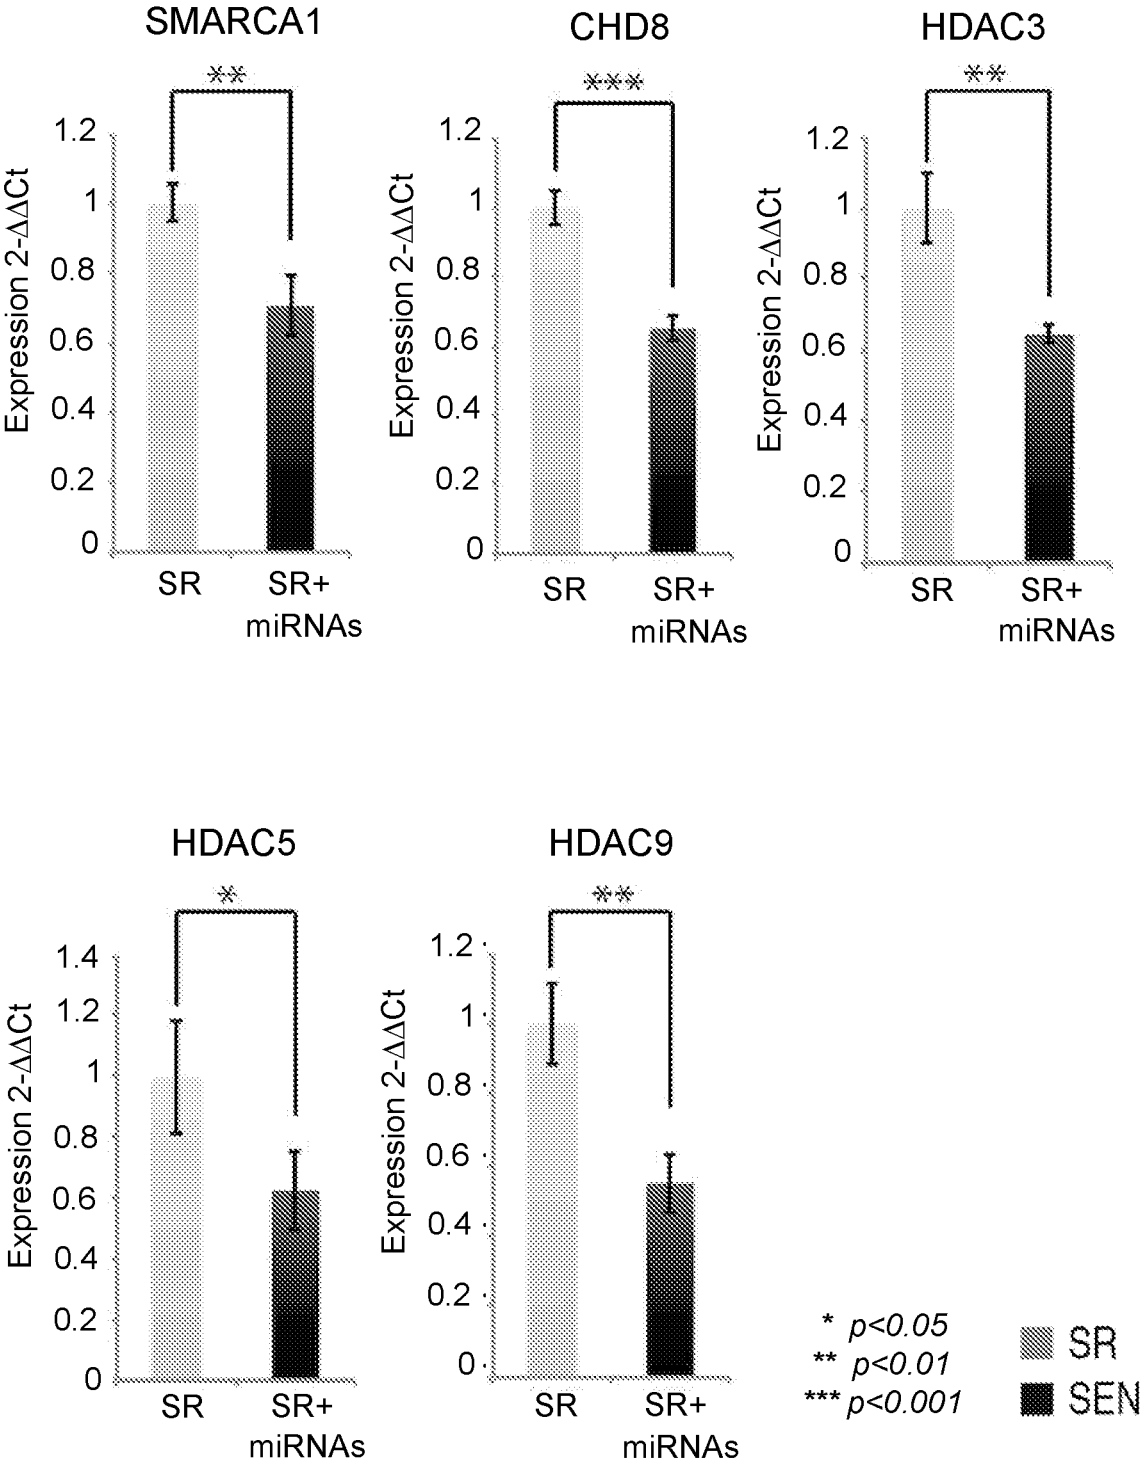 SMARCA1
**
Expression 2-ΔΔCt
1.2
1
0.8
0.6
0.4
0.2
0
SR
SR+
miRNAs
CHD8
***
Expression 2-ΔΔCt
1.2
1
0.8
0.6
0.4
0.2
0
SR
SR+
miRNAs
HDAC3
**
Expression 2-ΔΔCt
1.2
1
0.8
0.6
0.4
0.2
0
SR
SR+
miRNAs
HDAC5
*
Expression 2-ΔΔCt
1.4
1.2
1
0.8
0.6
0.4
0.2
0
SR
SR+
miRNAs
HDAC9
**
Expression 2-ΔΔCt
1.2
1
0.8
0.6
0.4
0.2
0
SR
SR+
miRNAs
* p<0.05
** p<0.01
*** p<0.001
SR
SEN